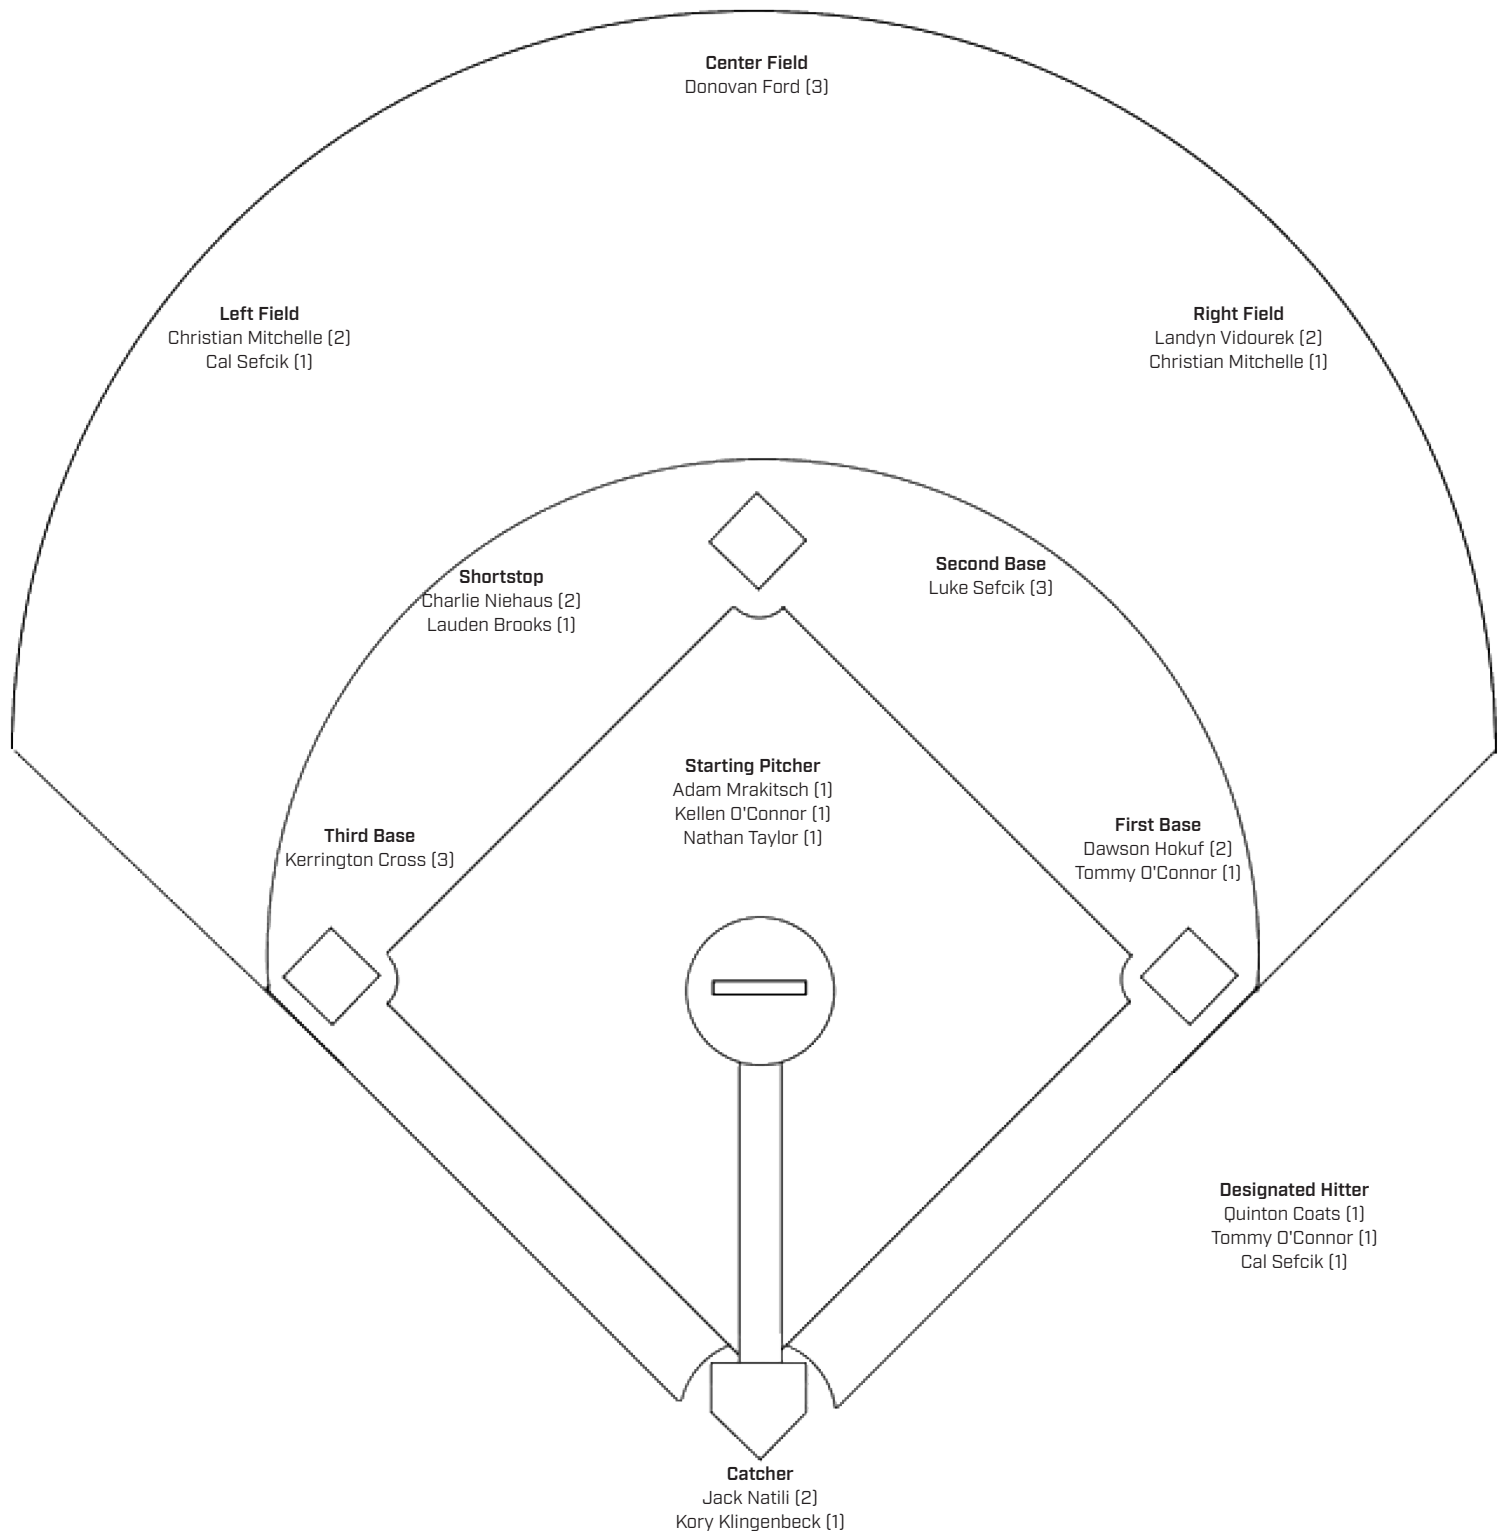 Center Field
Donovan Ford (3)
Left Field
Christian Mitchelle (2)
Cal Sefcik (1)
Right Field
Landyn Vidourek (2)
Christian Mitchelle (1)
Shortstop
Charlie Niehaus (2)
Lauden Brooks (1)
Second Base
Luke Sefcik (3)
Starting Pitcher
Adam Mrakitsch (1)
Kellen O'Connor (1)
Nathan Taylor (1)
Third Base
Kerrington Cross (3)
First Base
Dawson Hokuf (2)
Tommy O'Connor (1)
Designated Hitter
Quinton Coats (1)
Tommy O'Connor (1)
Cal Sefcik (1)
Catcher
Jack Natili (2)
Kory Klingenbeck (1)